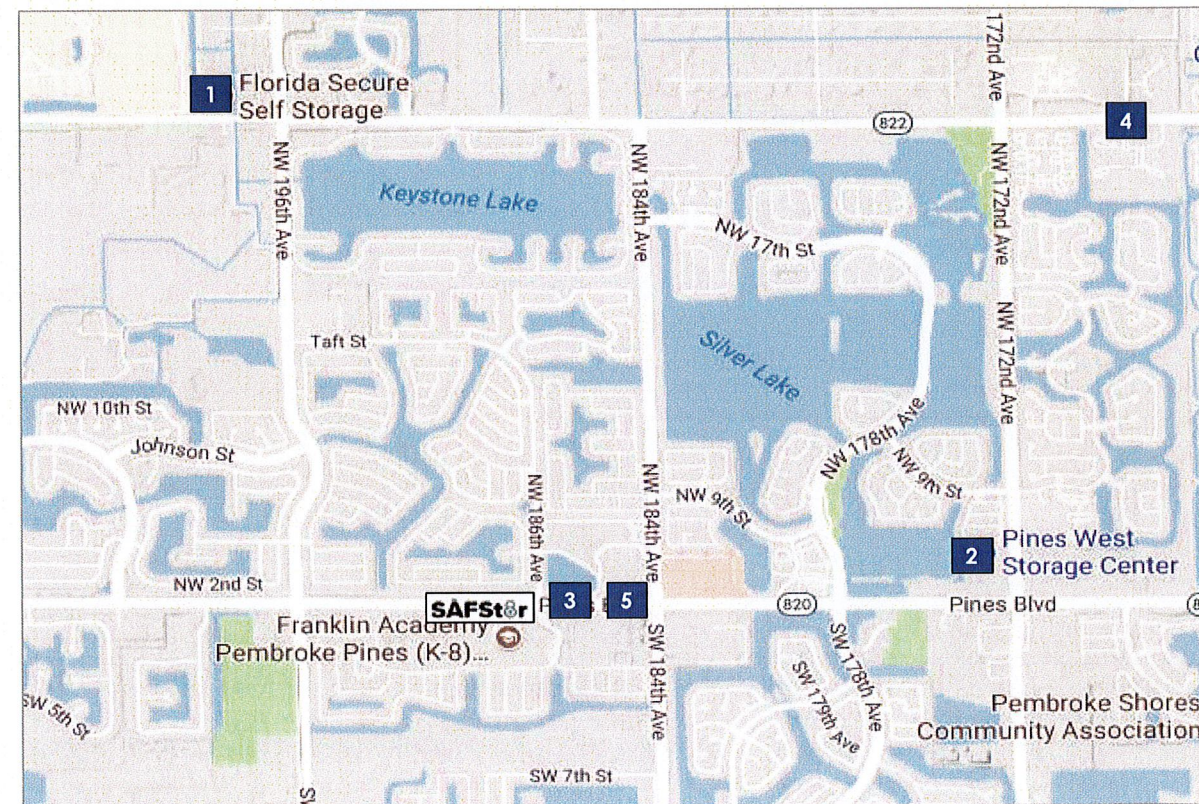 172nd Ave
1
Florida Secure
Self Storage
822
4
NW 196th Ave
NW 184th Ave
NW 172nd Ave
Keystone Lake
NW 17th St
Taft St
Silver Lake
NW 172nd Ave
NW 10th St
Johnson St
NW 178th Ave
NW 9th St
NW 186th Ave
NW 184th Ave
NW 9th St
2
Pines West
Storage Center
NW 2nd St
SAFStor
3
5
820
Pines Blvd
Franklin Academy
Pembroke Pines (K-8)...
SW 184th Ave
SW 178th Ave
SW 179th Ave
SW 5th St
Pembroke Shores
Community Association
SW 7th St